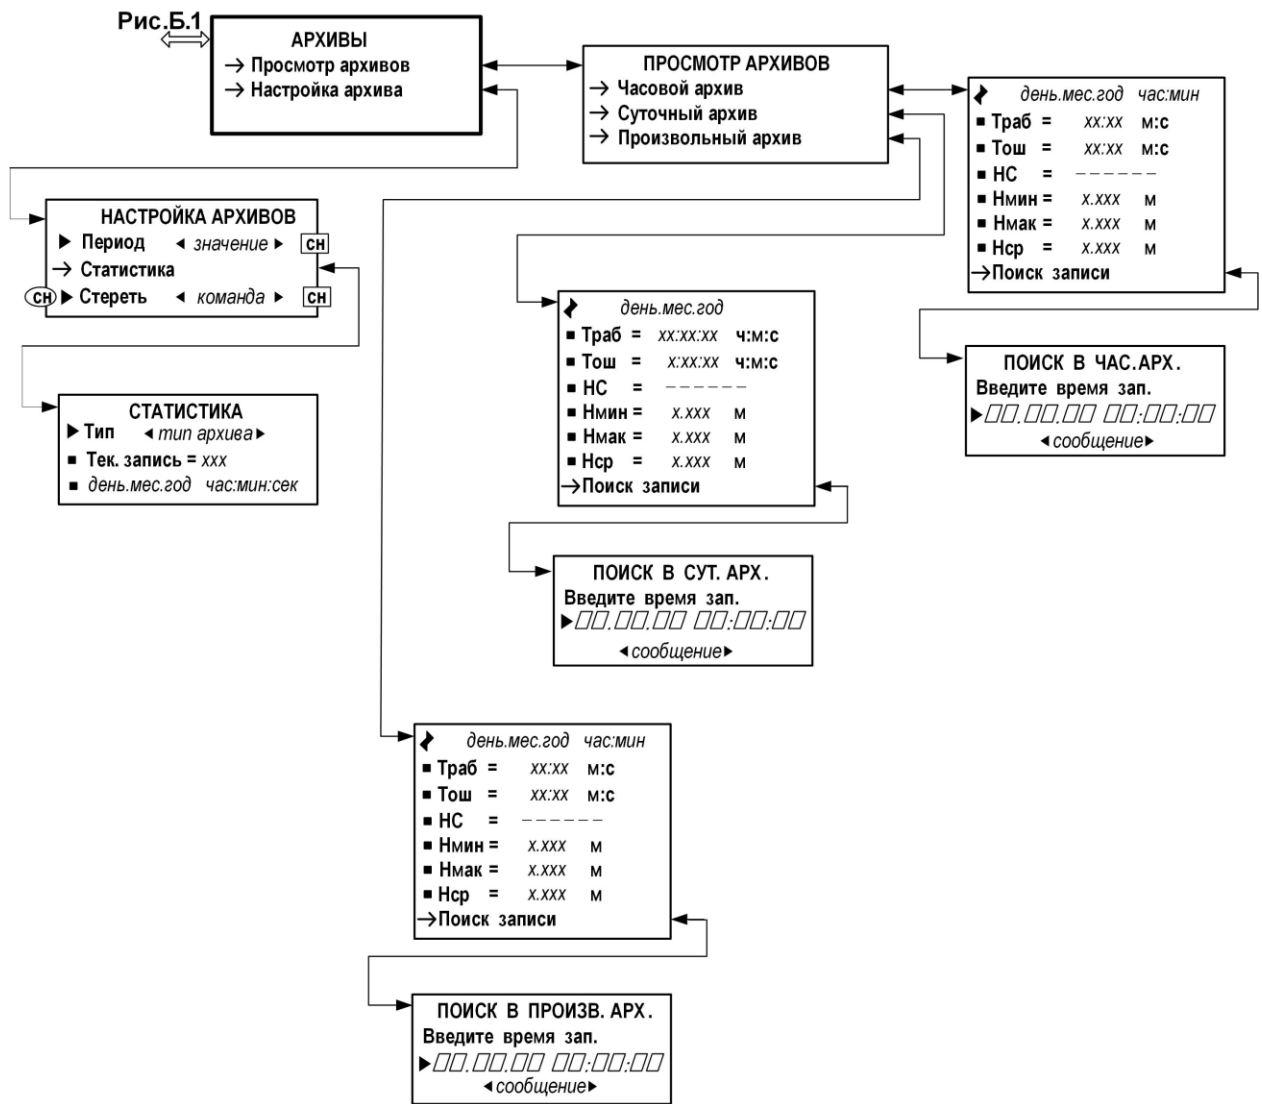 Рис.Б.1
АРХИВЫ
→ Просмотр архивов
→ Настройка архива
ПРОСМОТР АРХИВОВ
→ Часовой архив
→ Суточный архив
→ Произвольный архив
день.мес.год час:мин
▪ Траб = xx:xx м:с
▪ Тош = xx:xx м:с
▪ НС = – – – – – –
▪ Нмин = x.xxx м
▪ Нмак = x.xxx м
▪ Нср = x.xxx м
→Поиск записи
ПОИСК В ЧАС.АРХ.
Введите время зап.
▶00.00.00 00:00:00
◀сообщение▶
НАСТРОЙКА АРХИВОВ
▶ Период ◀ значение ▶ СН
→ Статистика
СН ▶ Стереть ◀ команда ▶ СН
СТАТИСТИКА
▶ Тип ◀ тип архива▶
▪ Тек. запись = xxx
▪ день.мес.год час:мин:сек
день.мес.год
▪ Траб = xx:xx:xx ч:м:с
▪ Тош = x:xx:xx ч:м:с
▪ НС = – – – – – –
▪ Нмин = x.xxx м
▪ Нмак = x.xxx м
▪ Нср = x.xxx м
→Поиск записи
ПОИСК В СУТ. АРХ.
Введите время зап.
▶00.00.00 00:00:00
◀сообщение▶
день.мес.год час:мин
▪ Траб = xx:xx м:с
▪ Тош = xx:xx м:с
▪ НС = – – – – – –
▪ Нмин = x.xxx м
▪ Нмак = x.xxx м
▪ Нср = x.xxx м
→Поиск записи
ПОИСК В ПРОИЗВ. АРХ.
Введите время зап.
▶00.00.00 00:00:00
◀сообщение▶